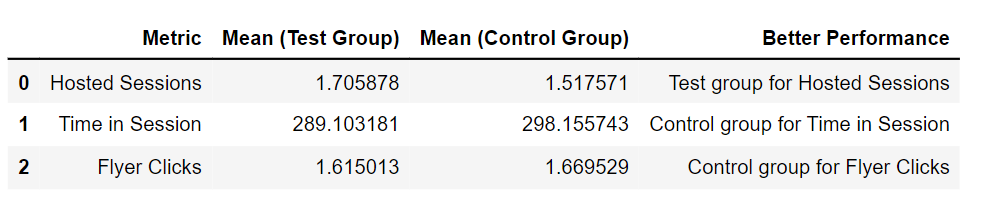 Metric Mean (Test Group) Mean (Control Group) Better Performance
0 Hosted Sessions 1.705878 1.517571 Test group for Hosted Sessions
1 Time in Session 289.103181 298.155743 Control group for Time in Session
2 Flyer Clicks 1.615013 1.669529 Control group for Flyer Clicks